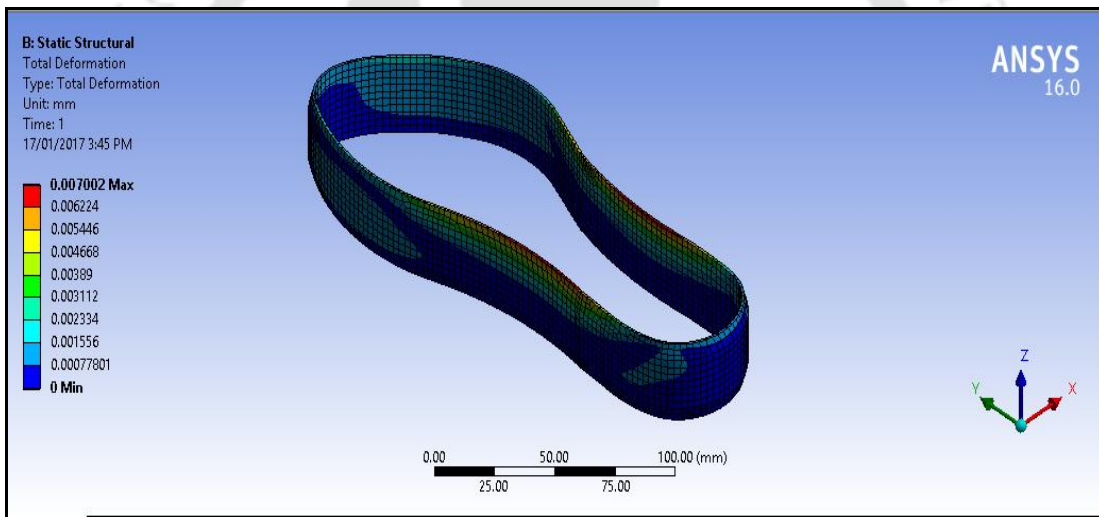 B: Static Structural
Total Deformation
Type: Total Deformation
Unit: mm
Time: 1
17/01/2017 3:45 PM
0.007002 Max
0.006224
0.005446
0.004668
0.00389
0.003112
0.002334
0.001556
0.00077801
0 Min
ANSYS
16.0
0.00 50.00 100.00 (mm)
25.00 75.00
Z
Y X